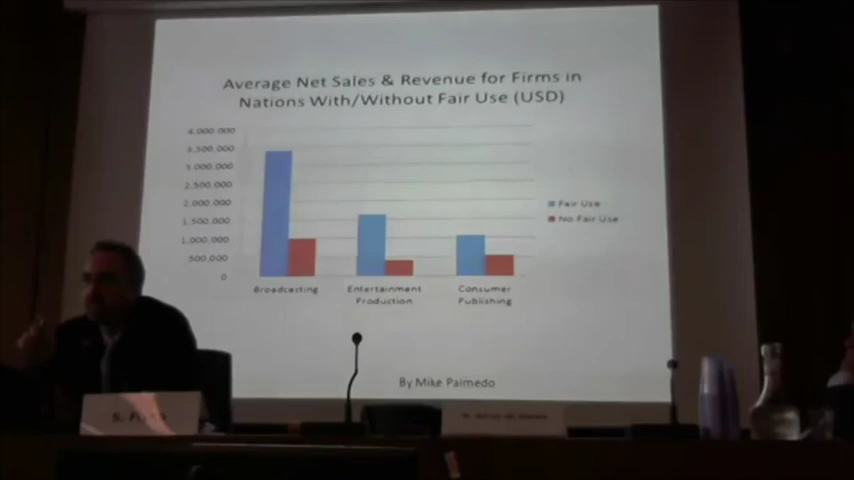 Average Net Sales & Revenue for Firms in
Nations With/Without Fair Use (USD)
4,000,000
3,500,000
3,000,000
2,500,000
2,000,000
1,500,000
1,000,000
500,000
0
Fair Use
No Fair Use
Broadcasting
Entertainment
Production
Consumer
Publishing
By Mike Palmedo
S.